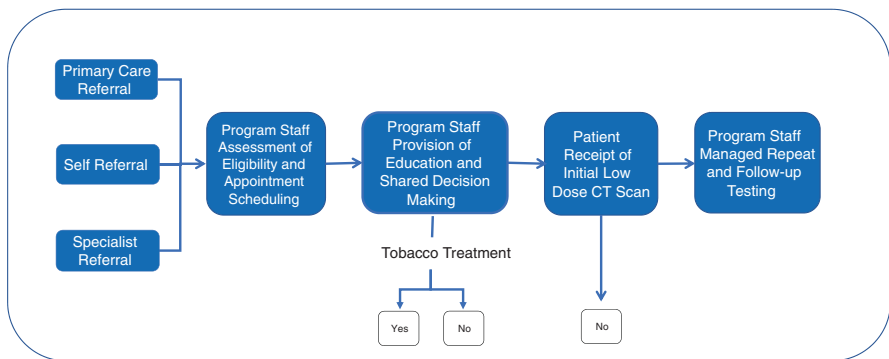 Primary Care
Referral
Self Referral
Specialist
Referral
Program Staff
Assessment of
Eligibility and
Appointment
Scheduling
Program Staff
Provision of
Education and
Shared Decision
Making
Patient
Receipt of
Initial Low
Dose CT Scan
Program Staff
Managed Repeat
and Follow-up
Testing
Tobacco Treatment
Yes
No
No